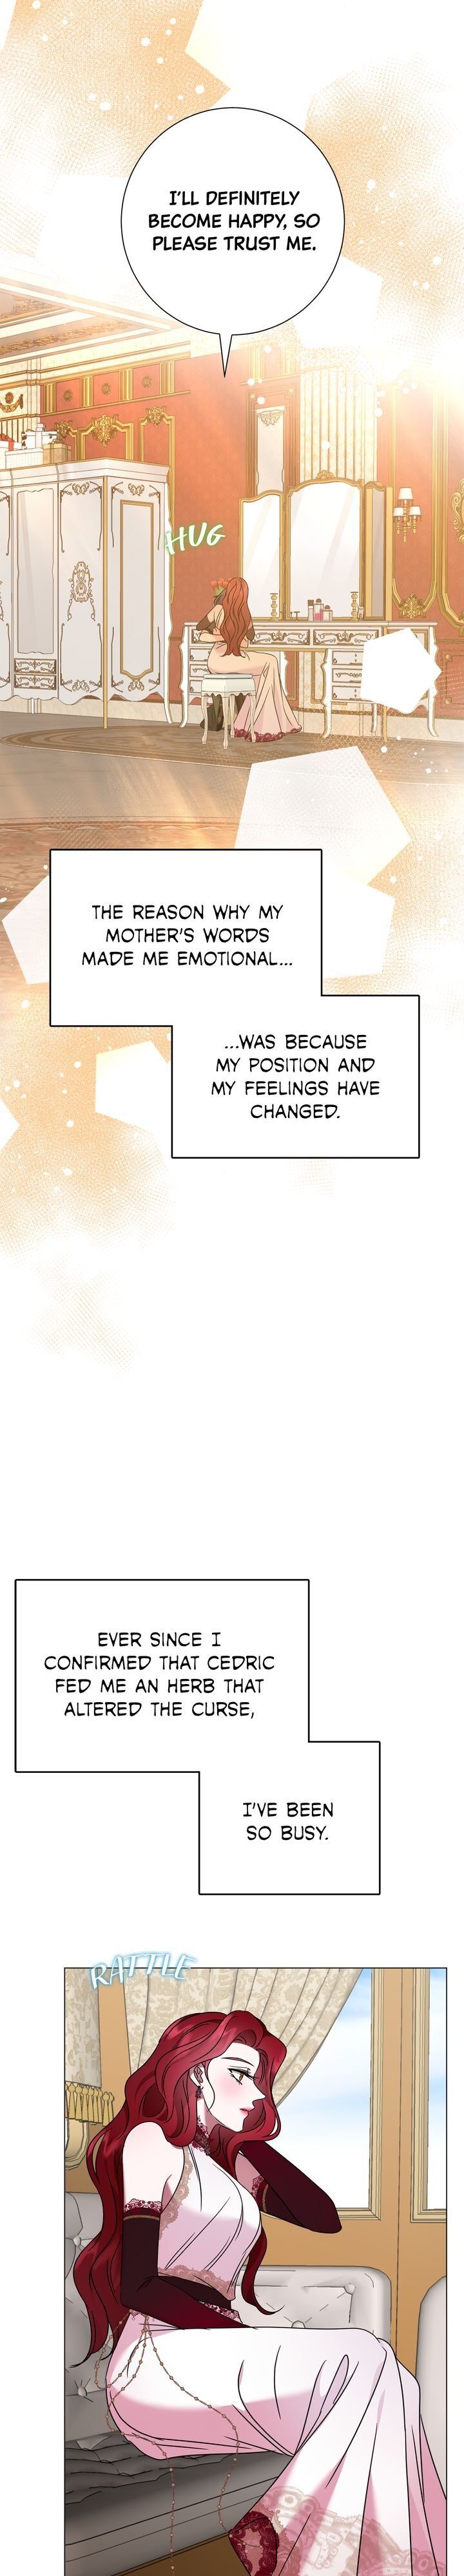 I'LL DEFINITELY
BECOME HAPPY, SO
PLEASE TRUST ME.
HUG
THE REASON WHY MY
MOTHER'S WORDS
MADE ME EMOTIONAL...
...WAS BECAUSE
MY POSITION AND
MY FEELINGS HAVE
CHANGED.
EVER SINCE I
CONFIRMED THAT CEDRIC
FED ME AN HERB THAT
ALTERED THE CURSE,
I'VE BEEN
SO BUSY.
RATTLE